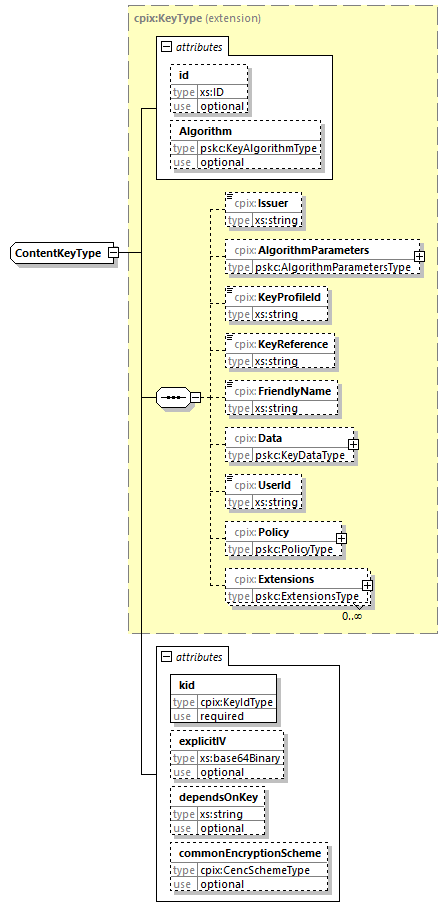 cpix:KeyType (extension)
attributes
id
type xs:ID
use optional
Algorithm
type pskc:KeyAlgorithmType
use optional
cpix:Issuer
type xs:string
ContentKeyType
cpix:AlgorithmParameters
type pskc:AlgorithmParametersType
cpix:KeyProfileId
type xs:string
cpix:KeyReference
type xs:string
cpix:FriendlyName
type xs:string
cpix:Data
type pskc:KeyDataType
cpix:UserId
type xs:string
cpix:Policy
type pskc:PolicyType
cpix:Extensions
type pskc:ExtensionsType
0..∞
attributes
kid
type cpix:KeyIdType
use required
explicitIV
type xs:base64Binary
use optional
dependsOnKey
type xs:string
use optional
commonEncryptionScheme
type cpix:CencSchemeType
use optional